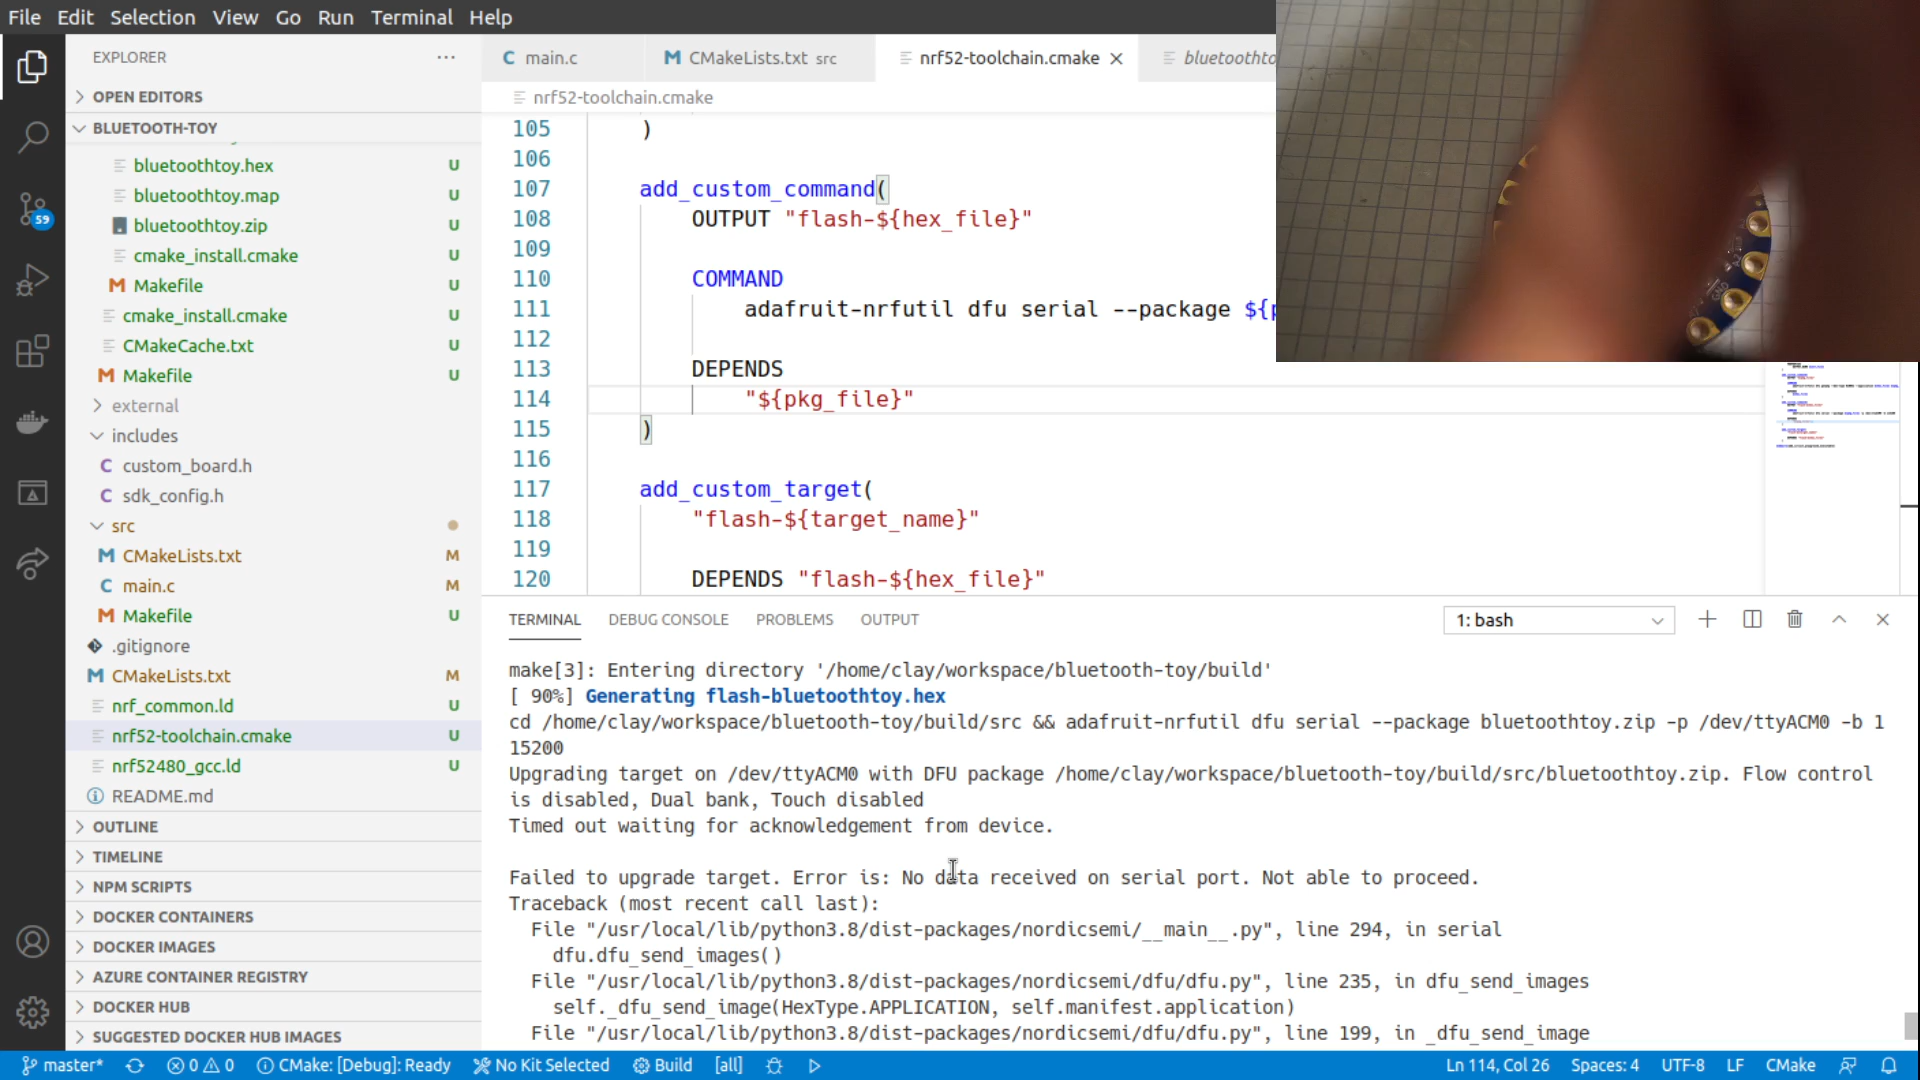 File Edit Selection View Go Run Terminal Help
EXPLORER ···
OPEN EDITORS
BLUETOOTH-TOY
bluetoothtoy.hex U
bluetoothtoy.map U
bluetoothtoy.zip U
cmake_install.cmake U
M Makefile U
cmake_install.cmake U
CMakeCache.txt U
M Makefile U
external
includes
C custom_board.h
C sdk_config.h
src
M CMakeLists.txt M
C main.c M
M Makefile U
.gitignore
M CMakeLists.txt M
nrf_common.ld U
nrf52-toolchain.cmake U
nrf52480_gcc.ld U
README.md
OUTLINE
TIMELINE
NPM SCRIPTS
DOCKER CONTAINERS
DOCKER IMAGES
AZURE CONTAINER REGISTRY
DOCKER HUB
SUGGESTED DOCKER HUB IMAGES
59
C main.c
M CMakeLists.txt src
nrf52-toolchain.cmake
bluetoothto
nrf52-toolchain.cmake
105 )
106
107 add_custom_command(
108 OUTPUT "flash-${hex_file}"
109
110 COMMAND
111 adafruit-nrfutil dfu serial --package ${p
112
113 DEPENDS
114 "${pkg_file}"
115 )
116
117 add_custom_target(
118 "flash-${target_name}"
119
120 DEPENDS "flash-${hex_file}"
GND
TERMINAL DEBUG CONSOLE PROBLEMS OUTPUT
1: bash
make[3]: Entering directory '/home/clay/workspace/bluetooth-toy/build'
[ 90%] Generating flash-bluetoothtoy.hex
cd /home/clay/workspace/bluetooth-toy/build/src && adafruit-nrfutil dfu serial --package bluetoothtoy.zip -p /dev/ttyACM0 -b 1
15200
Upgrading target on /dev/ttyACM0 with DFU package /home/clay/workspace/bluetooth-toy/build/src/bluetoothtoy.zip. Flow control
is disabled, Dual bank, Touch disabled
Timed out waiting for acknowledgement from device.
Failed to upgrade target. Error is: No data received on serial port. Not able to proceed.
Traceback (most recent call last):
File "/usr/local/lib/python3.8/dist-packages/nordicsemi/__main__.py", line 294, in serial
dfu.dfu_send_images()
File "/usr/local/lib/python3.8/dist-packages/nordicsemi/dfu/dfu.py", line 235, in dfu_send_images
self._dfu_send_image(HexType.APPLICATION, self.manifest.application)
File "/usr/local/lib/python3.8/dist-packages/nordicsemi/dfu/dfu.py", line 199, in _dfu_send_image
master* 0 0 CMake: [Debug]: Ready No Kit Selected Build [all] Ln 114, Col 26 Spaces: 4 UTF-8 LF CMake